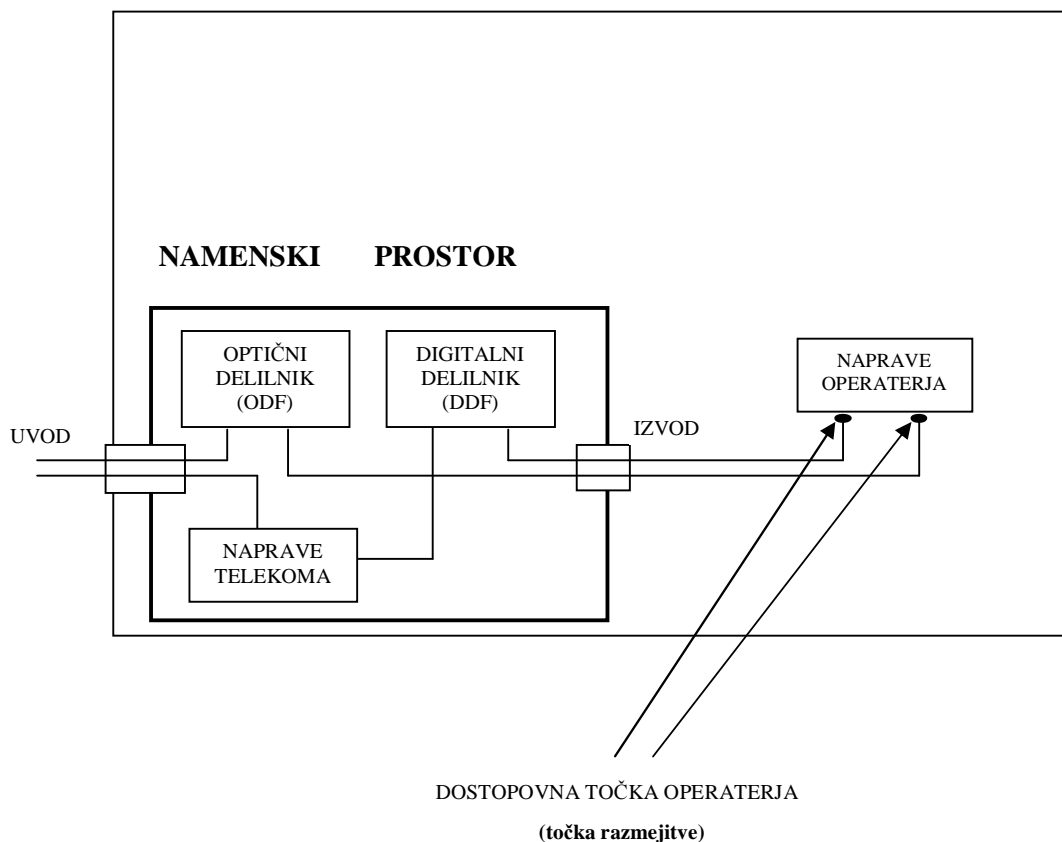 NAMENSKI PROSTOR
OPTIČNI
DELILNIK
(ODF)
DIGITALNI
DELILNIK
(DDF)
NAPRAVE
OPERATERJA
UVOD
IZVOD
NAPRAVE
TELEKOMA
DOSTOPOVNA TOČKA OPERATERJA
(točka razmejitve)